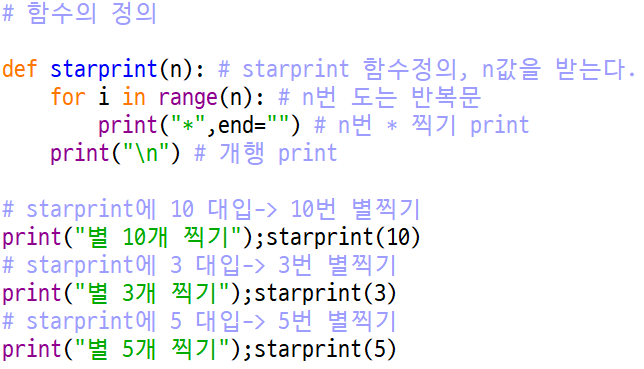 # 함수의 정의
def starprint(n): # starprint 함수정의, n값을 받는다.
    for i in range(n): # n번 도는 반복문
        print("*",end="") # n번 * 찍기 print
    print("\n") # 개행 print
# starprint에 10 대입-> 10번 별찍기
print("별 10개 찍기");starprint(10)
# starprint에 3 대입-> 3번 별찍기
print("별 3개 찍기");starprint(3)
# starprint에 5 대입-> 5번 별찍기
print("별 5개 찍기");starprint(5)